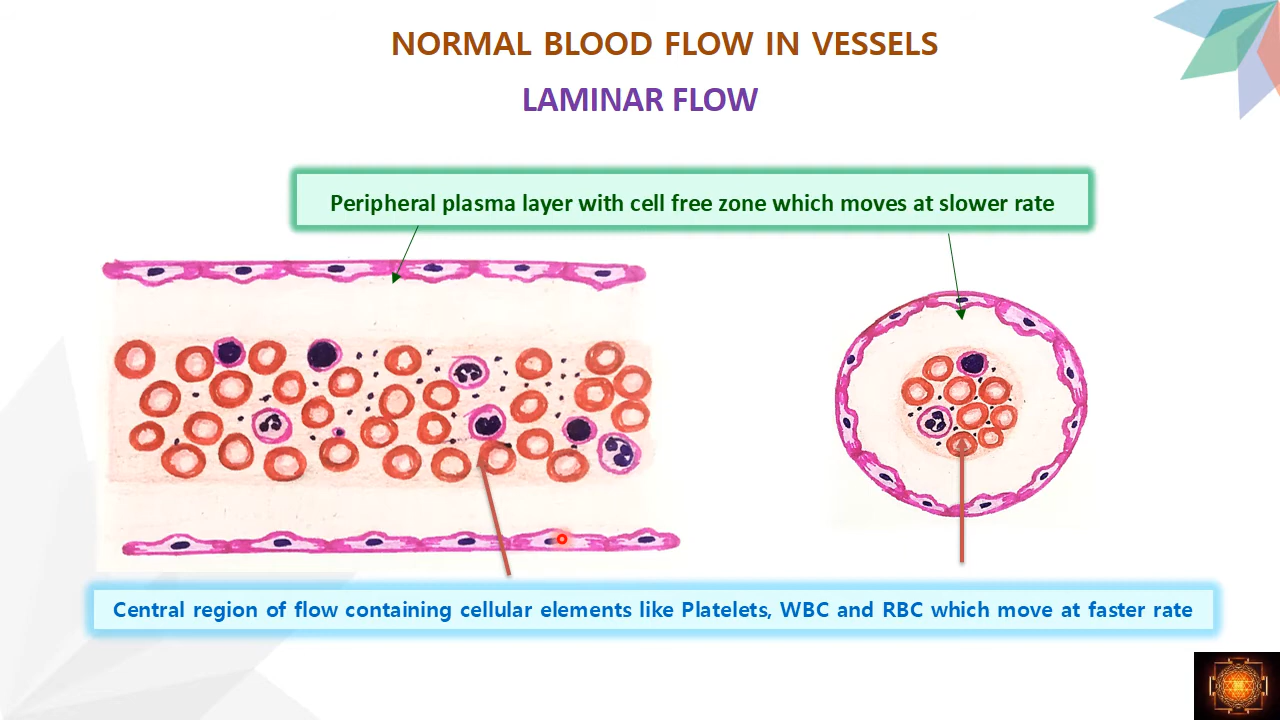 NORMAL BLOOD FLOW IN VESSELS
LAMINAR FLOW
Peripheral plasma layer with cell free zone which moves at slower rate
Central region of flow containing cellular elements like Platelets, WBC and RBC which move at faster rate